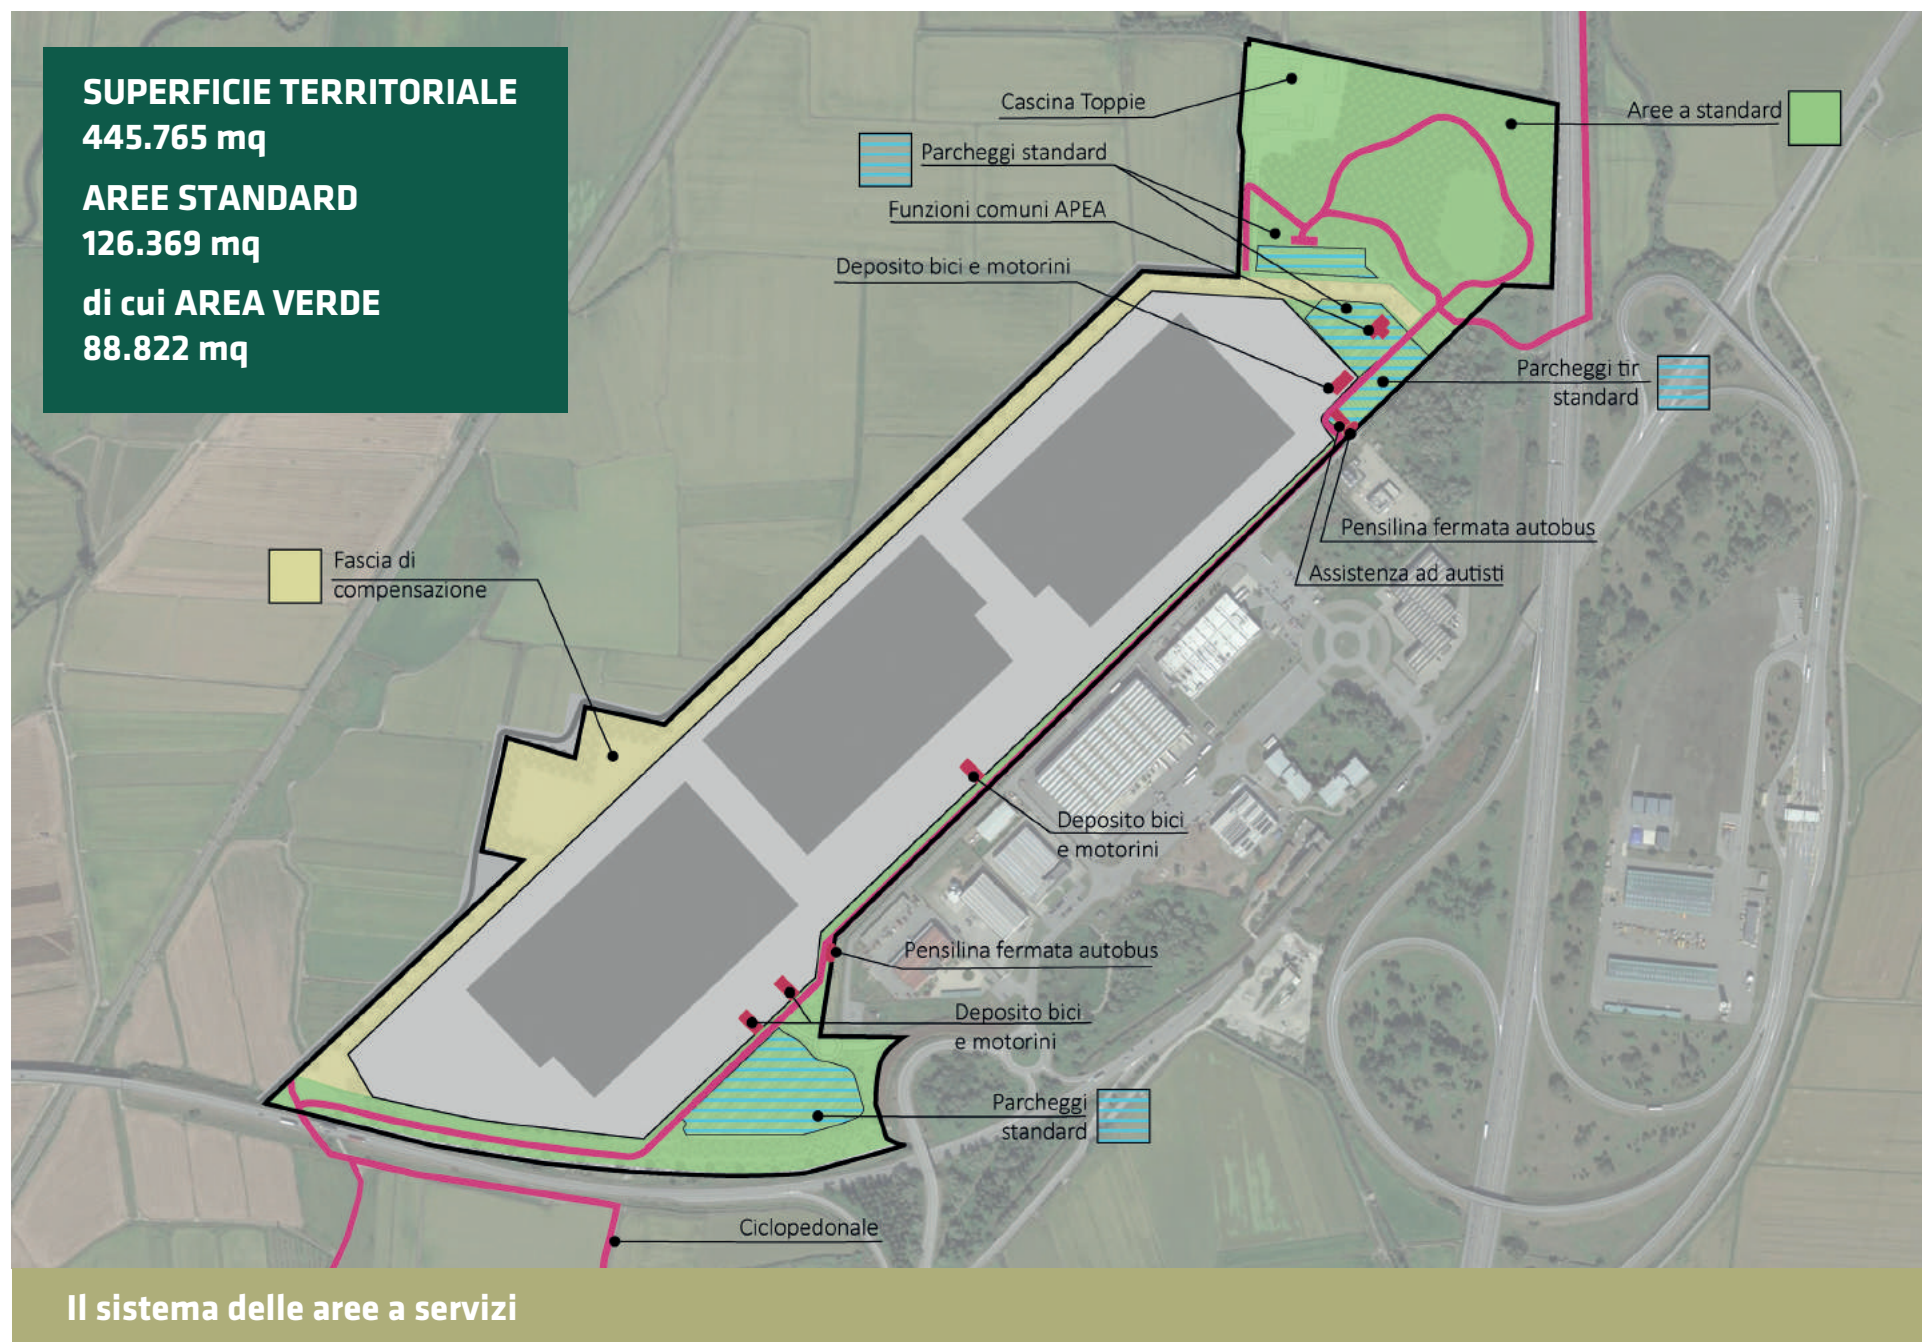 SUPERFICIE TERRITORIALE
445.765 mq
AREE STANDARD
126.369 mq
di cui AREA VERDE
88.822 mq
Cascina Toppie
Aree a standard
Parcheggi standard
Funzioni comuni APEA
Deposito bici e motorini
Parcheggi tir
standard
Pensilina fermata autobus
Assistenza ad autisti
Fascia di
compensazione
Deposito bici
e motorini
Pensilina fermata autobus
Deposito bici
e motorini
Parcheggi
standard
Ciclopedonale
Il sistema delle aree a servizi